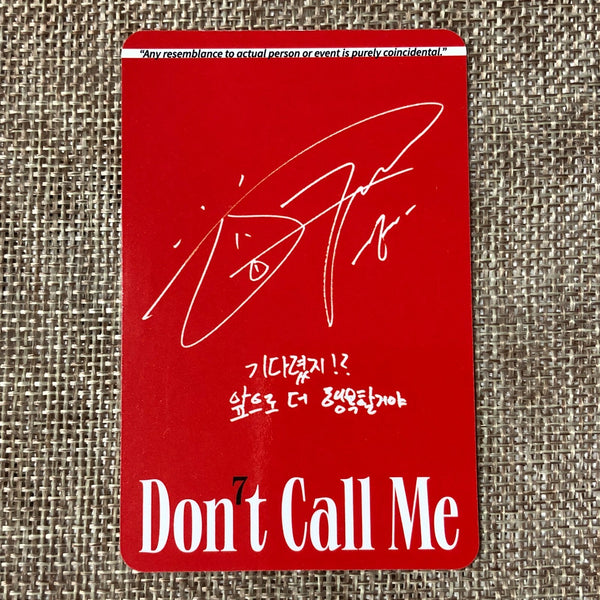 “Any resemblance to actual person or event is purely coincidental.”
기다렸지!?
앞으로 더 행복할거야
Don7t Call Me